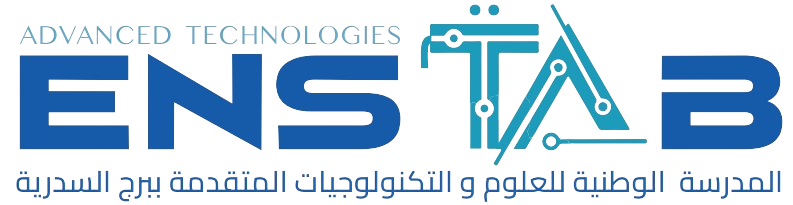 ADVANCED TECHNOLOGIES
ENSTAB
المدرسة الوطنية للعلوم و التكنولوجيات المتقدمة ببرج السدرية